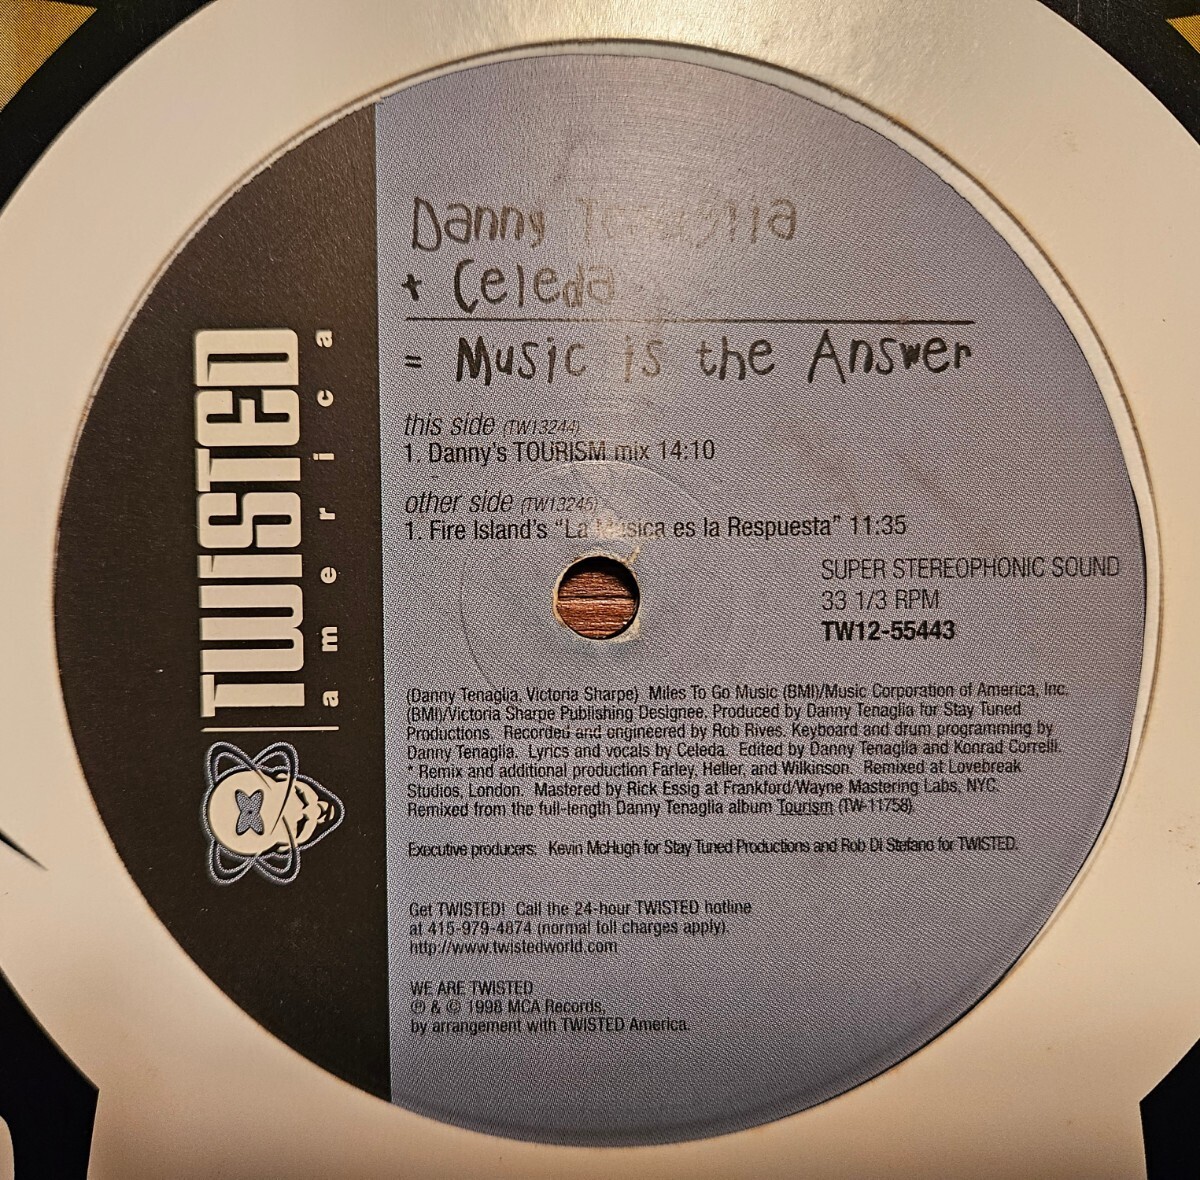 TWISTED
america
Danny Tenaglia
+ Celeda
= Music is the Answer
this side (TW13244)
1. Danny's TOURISM mix 14:10
other side (TW13245)
1. Fire Island's "La Musica es la Respuesta" 11:35
SUPER STEREOPHONIC SOUND
33 1/3 RPM
TW12-55443
(Danny Tenaglia, Victoria Sharpe) Miles To Go Music (BMI)/Music Corporation of America, Inc.
(BMI)/Victoria Sharpe Publishing Designee. Produced by Danny Tenaglia for Stay Tuned
Productions. Recorded and engineered by Rob Rives. Keyboard and drum programming by
Danny Tenaglia. Lyrics and vocals by Celeda. Edited by Danny Tenaglia and Konrad Correlli.
* Remix and additional production Farley, Heller, and Wilkinson. Remixed at Lovebreak
Studios, London. Mastered by Rick Essig at Frankford/Wayne Mastering Labs, NYC.
Remixed from the full-length Danny Tenaglia album Tourism (TW-11758).
Executive producers: Kevin McHugh for Stay Tuned Productions and Rob Di Stefano for TWISTED.
Get TWISTED! Call the 24-hour TWISTED hotline
at 415-979-4874 (normal toll charges apply).
http://www.twistedworld.com
WE ARE TWISTED
℗ & © 1998 MCA Records,
by arrangement with TWISTED America.